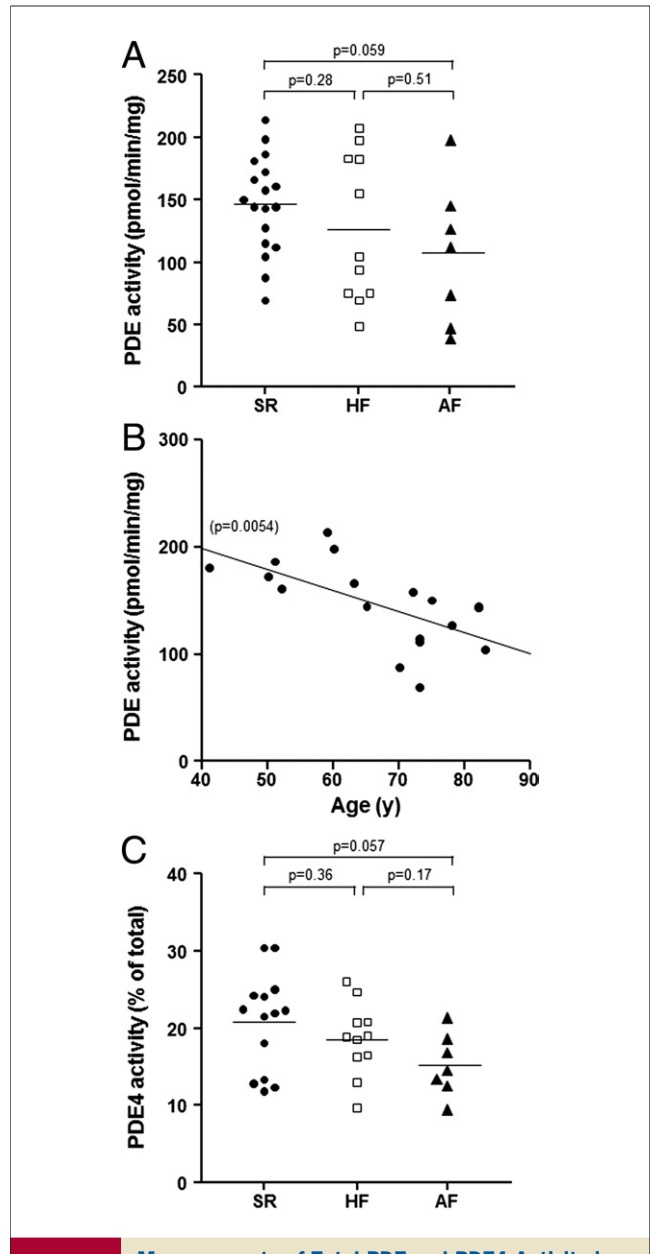 A
p=0.059
p=0.28 p=0.51
PDE activity (pmol/min/mg)
250
200
150
100
50
0
SR HF AF
B
PDE activity (pmol/min/mg)
300
200
100
0
(p=0.0054)
40 50 60 70 80 90
Age (y)
C
p=0.057
p=0.36 p=0.17
PDE4 activity (% of total)
40
30
20
10
0
SR HF AF